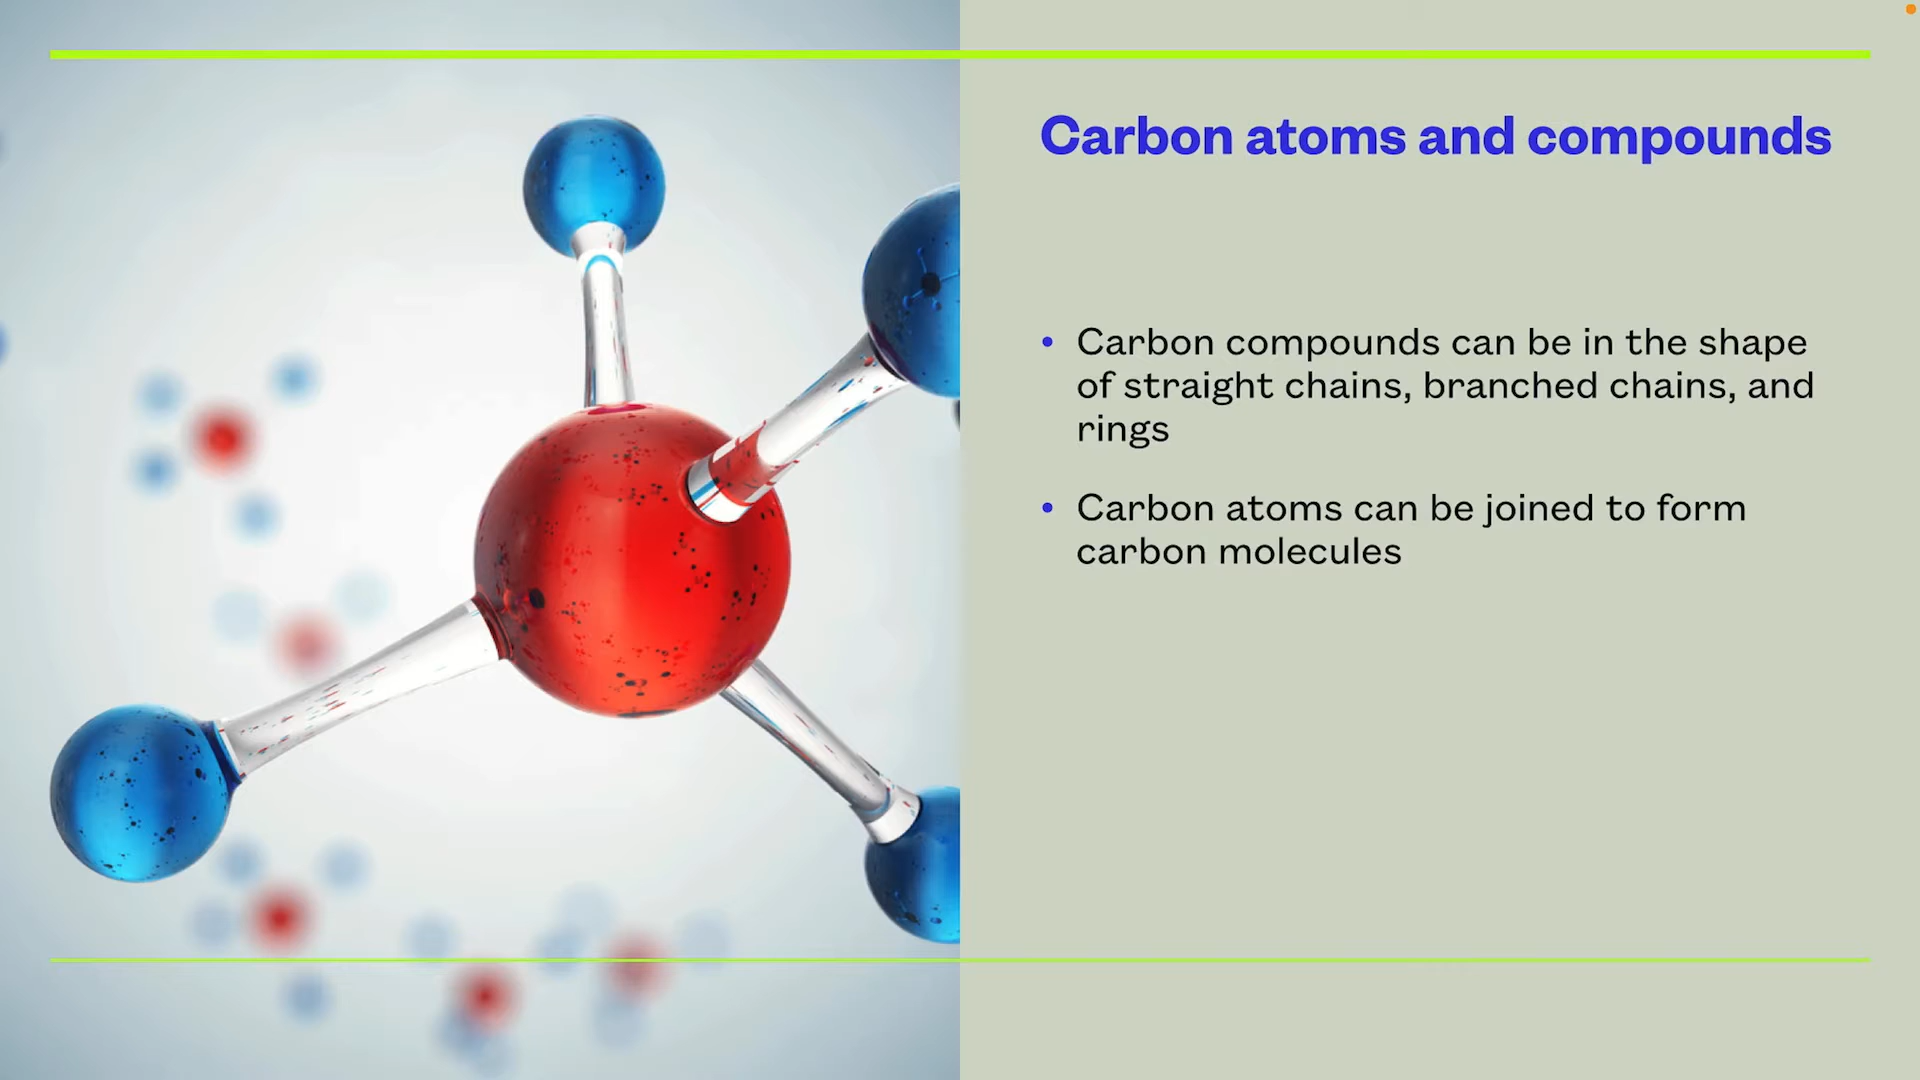 Carbon atoms and compounds
• Carbon compounds can be in the shape
of straight chains, branched chains, and
rings
• Carbon atoms can be joined to form
carbon molecules